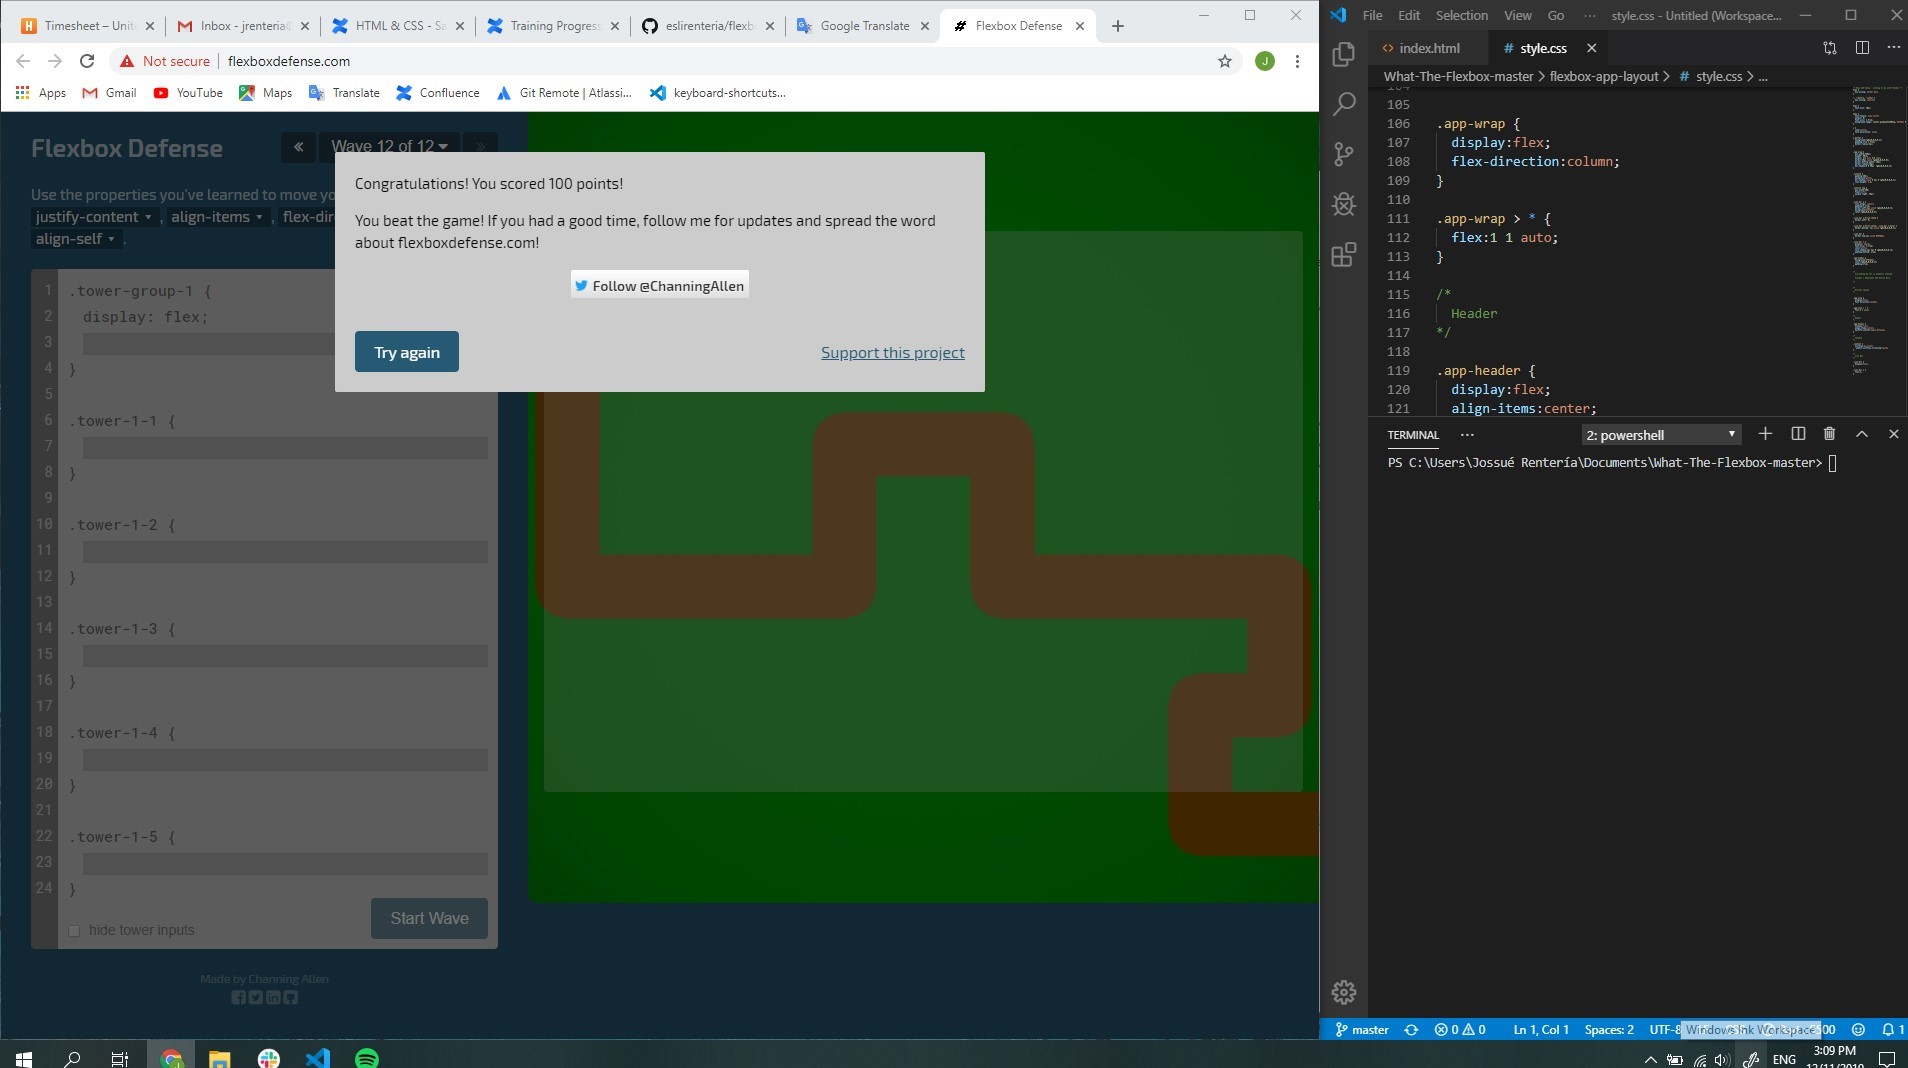 Timesheet – Unite
Inbox - jrenteria@
HTML & CSS - Sa
Training Progress
eslirenteria/flexb
Google Translate
Flexbox Defense
Not secure
flexboxdefense.com
J
Apps
Gmail
YouTube
Maps
Translate
Confluence
Git Remote | Atlassi...
keyboard-shortcuts...
Flexbox Defense
«
Wave 12 of 12
»
Use the properties you've learned to move yo
justify-content , align-items , flex-dir
align-self .
Congratulations! You scored 100 points!
You beat the game! If you had a good time, follow me for updates and spread the word
about flexboxdefense.com!
Follow @ChanningAllen
Try again
Support this project
1 .tower-group-1 {
2 display: flex;
3
4 }
5
6 .tower-1-1 {
7
8 }
9
10 .tower-1-2 {
11
12 }
13
14 .tower-1-3 {
15
16 }
17
18 .tower-1-4 {
19
20 }
21
22 .tower-1-5 {
23
24 }
hide tower inputs
Start Wave
Made by Channing Allen
File Edit Selection View Go ... style.css - Untitled (Workspace...
index.html
# style.css
What-The-Flexbox-master > flexbox-app-layout > # style.css > ...
105
106 .app-wrap {
107 display:flex;
108 flex-direction:column;
109 }
110
111 .app-wrap > * {
112 flex:1 1 auto;
113 }
114
115 /*
116 Header
117 */
118
119 .app-header {
120 display:flex;
121 align-items:center;
TERMINAL ...
2: powershell
PS C:\Users\Jossué Rentería\Documents\What-The-Flexbox-master>
master
0
0
Ln 1, Col 1
Spaces: 2
UTF-8
Windows Ink Workspace
1
ENG
3:09 PM